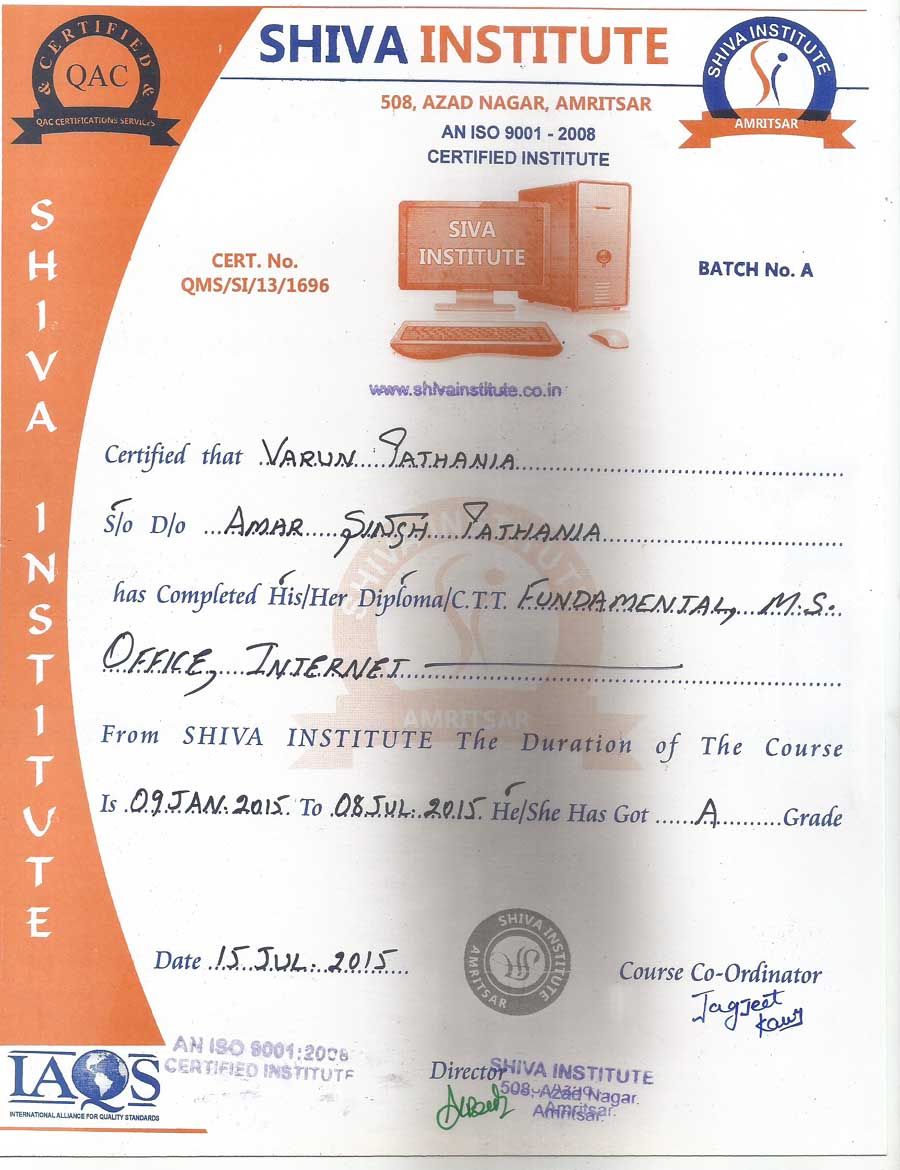 SHIVA INSTITUTE
508, AZAD NAGAR, AMRITSAR
AN ISO 9001 - 2008
CERTIFIED INSTITUTE
& CERTIFIED &
QAC
QAC CERTIFICATIONS SERVICES
SHIVA INSTITUTE
AMRITSAR
SHIVA INSTITUTE
SIVA
INSTITUTE
CERT. No.
QMS/SI/13/1696
BATCH No. A
www.shivainstitute.co.in
Certified that VARUN PATHANIA
S/o D/o AMAR SINGH PATHANIA
has Completed His/Her Diploma/C.T.T. FUNDAMENTAL, M.S.
OFFICE, INTERNET
SHIVA INSTITUTE
AMRITSAR
From SHIVA INSTITUTE The Duration of The Course
Is 09 JAN. 2015 To 08 JUL. 2015 He/She Has Got A Grade
Date 15 JUL. 2015
SHIVA INSTITUTE
AMRITSAR
Course Co-Ordinator
Jagjeet
Kaur
AN ISO 9001:2008
CERTIFIED INSTITUTE
IAQS
INTERNATIONAL ALLIANCE FOR QUALITY STANDARDS
Director
SHIVA INSTITUTE
508, Azad Nagar.
Amritsar.